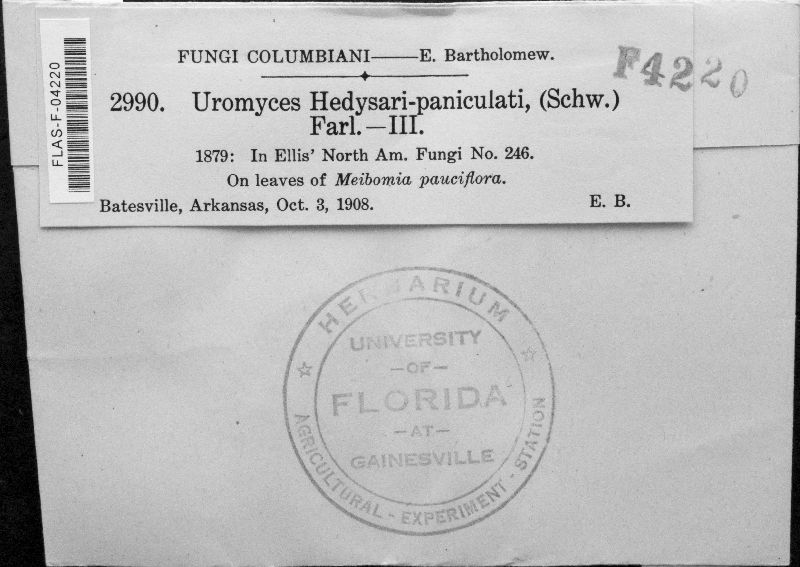 FLAS-F-04220
FUNGI COLUMBIANI—E. Bartholomew.
F4220
2990. Uromyces Hedysari-paniculati, (Schw.)
Farl.—III.
1879: In Ellis' North Am. Fungi No. 246.
On leaves of Meibomia pauciflora.
Batesville, Arkansas, Oct. 3, 1908. E. B.
HERBARIUM
UNIVERSITY
—OF—
FLORIDA
—AT—
GAINESVILLE
AGRICULTURAL - EXPERIMENT - STATION